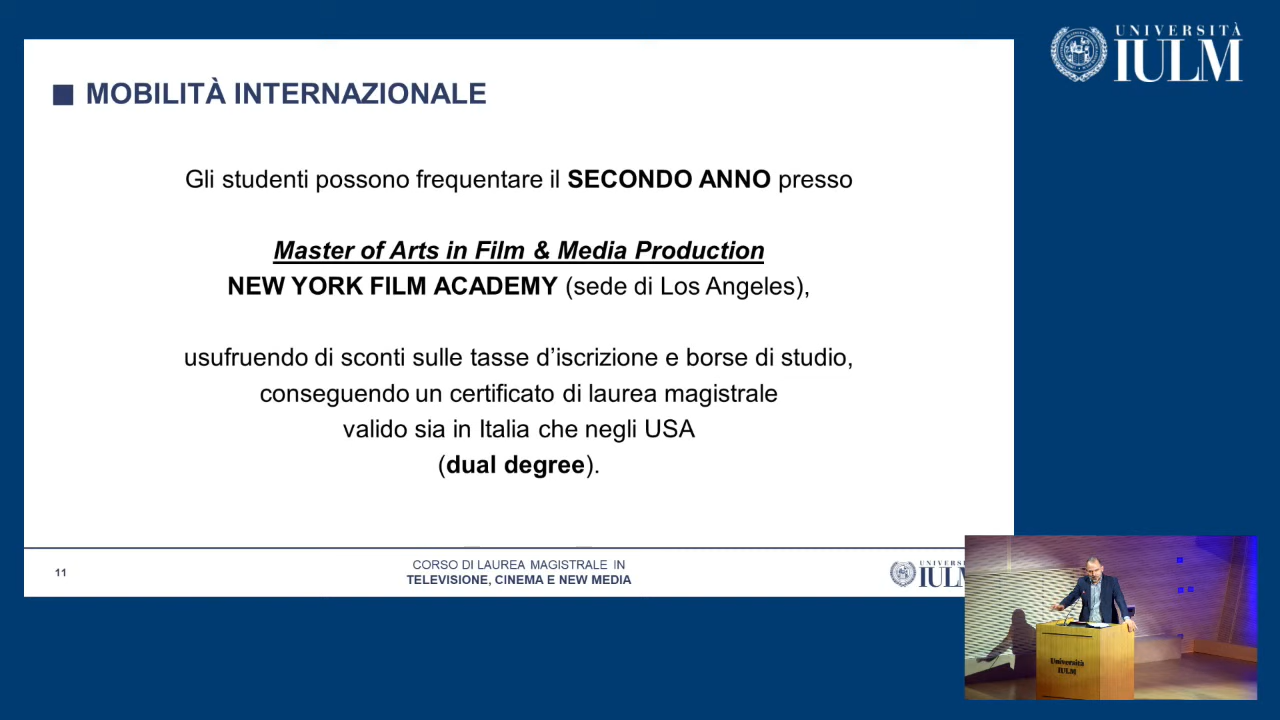 MOBILITÀ INTERNAZIONALE
Gli studenti possono frequentare il SECONDO ANNO presso
Master of Arts in Film & Media Production
NEW YORK FILM ACADEMY (sede di Los Angeles),
usufruendo di sconti sulle tasse d’iscrizione e borse di studio,
conseguendo un certificato di laurea magistrale
valido sia in Italia che negli USA
(dual degree).
11
CORSO DI LAUREA MAGISTRALE IN
TELEVISIONE, CINEMA E NEW MEDIA
UNIVERSITÀ
IULM
Università
IULM